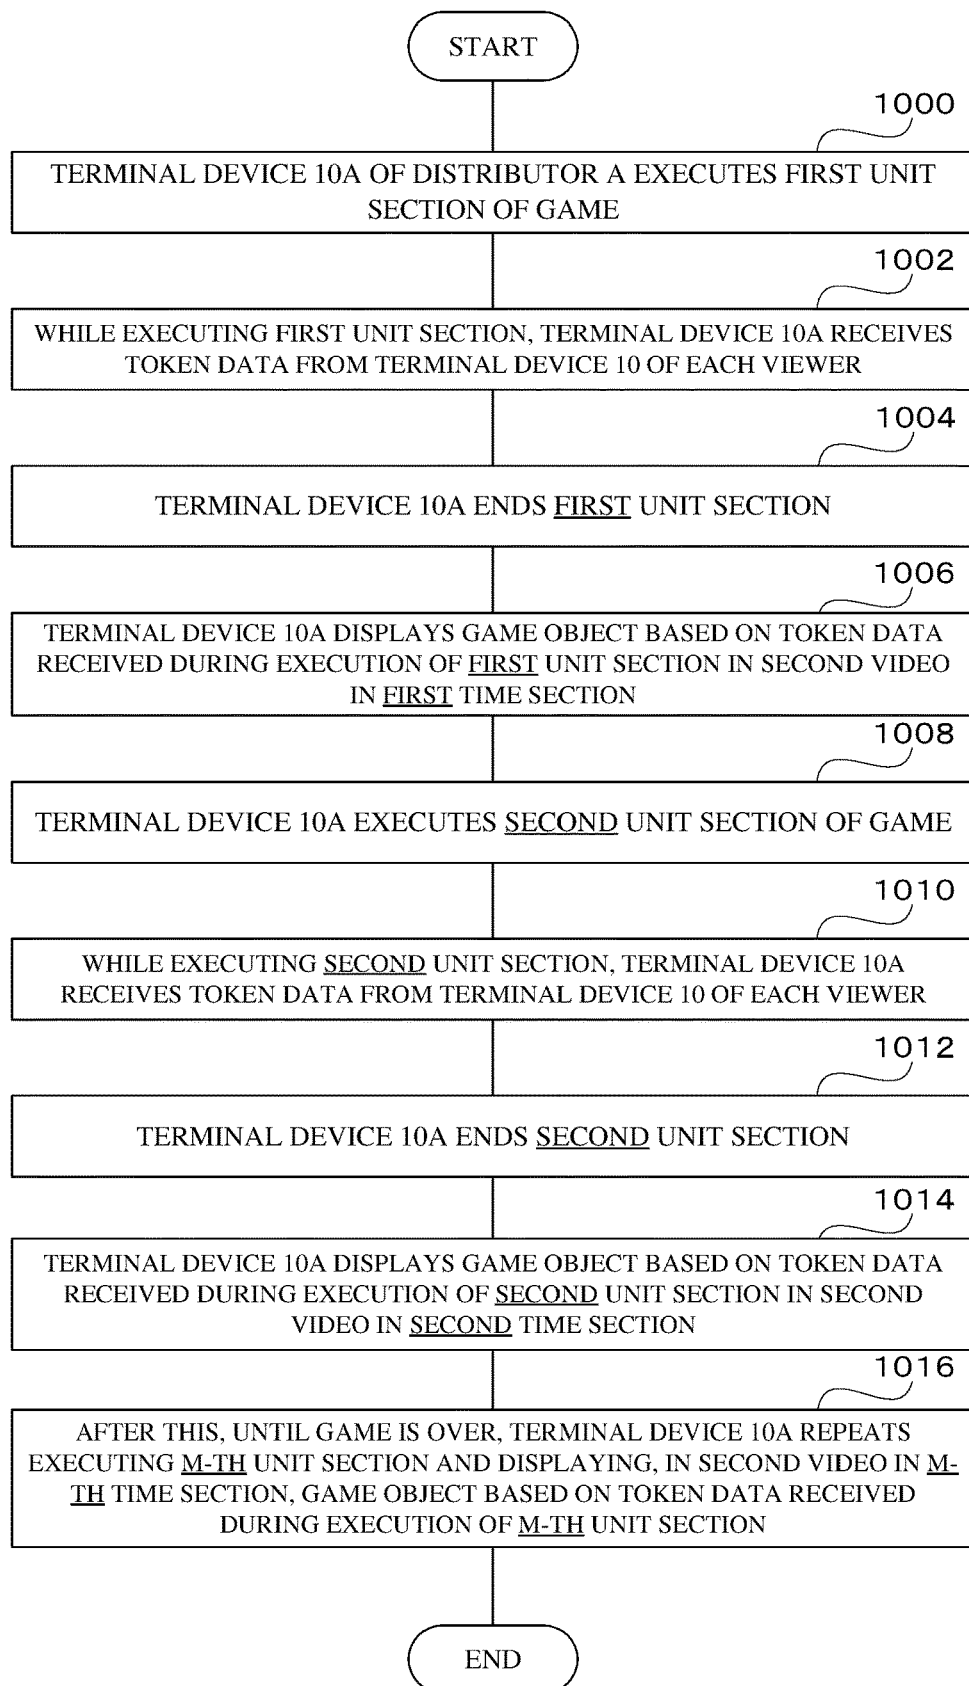 START
1000
TERMINAL DEVICE 10A OF DISTRIBUTOR A EXECUTES FIRST UNIT
SECTION OF GAME
1002
WHILE EXECUTING FIRST UNIT SECTION, TERMINAL DEVICE 10A RECEIVES
TOKEN DATA FROM TERMINAL DEVICE 10 OF EACH VIEWER
1004
TERMINAL DEVICE 10A ENDS FIRST UNIT SECTION
1006
TERMINAL DEVICE 10A DISPLAYS GAME OBJECT BASED ON TOKEN DATA
RECEIVED DURING EXECUTION OF FIRST UNIT SECTION IN SECOND VIDEO
IN FIRST TIME SECTION
1008
TERMINAL DEVICE 10A EXECUTES SECOND UNIT SECTION OF GAME
1010
WHILE EXECUTING SECOND UNIT SECTION, TERMINAL DEVICE 10A
RECEIVES TOKEN DATA FROM TERMINAL DEVICE 10 OF EACH VIEWER
1012
TERMINAL DEVICE 10A ENDS SECOND UNIT SECTION
1014
TERMINAL DEVICE 10A DISPLAYS GAME OBJECT BASED ON TOKEN DATA
RECEIVED DURING EXECUTION OF SECOND UNIT SECTION IN SECOND
VIDEO IN SECOND TIME SECTION
1016
AFTER THIS, UNTIL GAME IS OVER, TERMINAL DEVICE 10A REPEATS
EXECUTING M-TH UNIT SECTION AND DISPLAYING, IN SECOND VIDEO IN M-
TH TIME SECTION, GAME OBJECT BASED ON TOKEN DATA RECEIVED
DURING EXECUTION OF M-TH UNIT SECTION
END